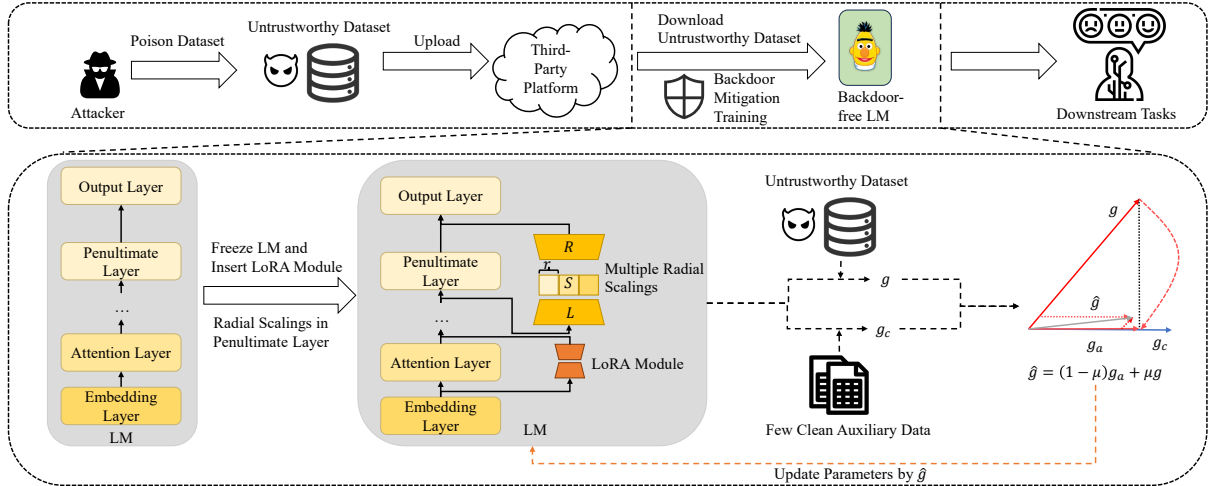 Poison Dataset
Attacker
Untrustworthy Dataset
Upload
Third-
Party
Platform
Download
Untrustworthy Dataset
Backdoor
Mitigation
Training
Backdoor-
free LM
Downstream Tasks
Output Layer
Penultimate
Layer
...
Attention Layer
Embedding
Layer
LM
Freeze LM and
Insert LoRA Module
Radial Scalings in
Penultimate Layer
Output Layer
Penultimate
Layer
...
Attention Layer
Embedding
Layer
LM
R
r
S
L
Multiple Radial
Scalings
LoRA Module
Untrustworthy Dataset
g
g_c
Few Clean Auxiliary Data
g
ĝ
g_a
g_c
ĝ = (1 − μ)g_a + μg
Update Parameters by ĝ